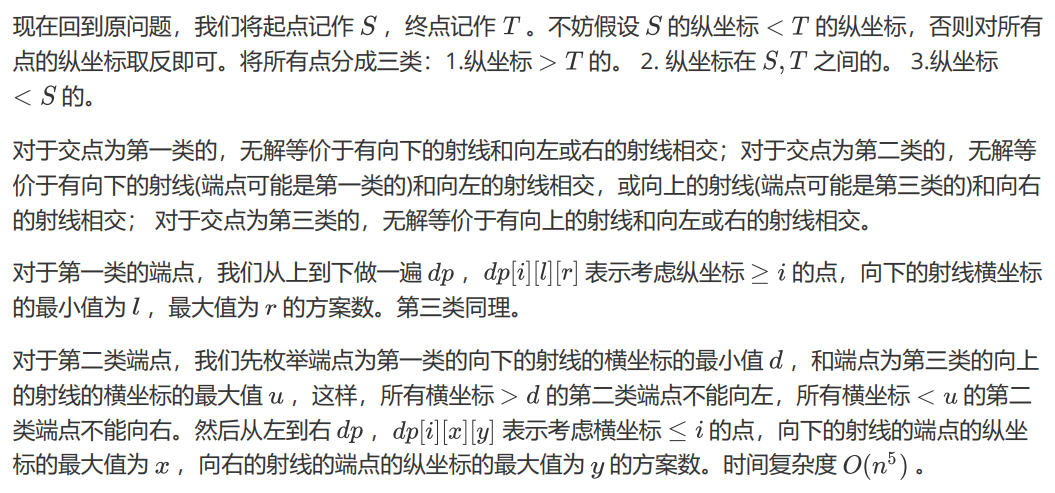 现在回到原问题，我们将起点记作 S ，终点记作 T 。不妨假设 S 的纵坐标 < T 的纵坐标，否则对所有
点的纵坐标取反即可。将所有点分成三类：1.纵坐标 > T 的。 2. 纵坐标在 S, T 之间的。 3.纵坐标
< S 的。
对于交点为第一类的，无解等价于有向下的射线和向左或右的射线相交；对于交点为第二类的，无解等
价于有向下的射线(端点可能是第一类的)和向左的射线相交，或向上的射线(端点可能是第三类的)和向右
的射线相交； 对于交点为第三类的，无解等价于有向上的射线和向左或右的射线相交。
对于第一类的端点，我们从上到下做一遍 dp ，dp[i][l][r] 表示考虑纵坐标 ≥ i 的点，向下的射线横坐标
的最小值为 l ，最大值为 r 的方案数。第三类同理。
对于第二类端点，我们先枚举端点为第一类的向下的射线的横坐标的最小值 d ，和端点为第三类的向上
的射线的横坐标的最大值 u ，这样，所有横坐标 > d 的第二类端点不能向左，所有横坐标 < u 的第二
类端点不能向右。然后从左到右 dp ，dp[i][x][y] 表示考虑横坐标 ≤ i 的点，向下的射线的端点的纵坐
标的最大值为 x ，向右的射线的端点的纵坐标的最大值为 y 的方案数。时间复杂度 O(n⁵) 。